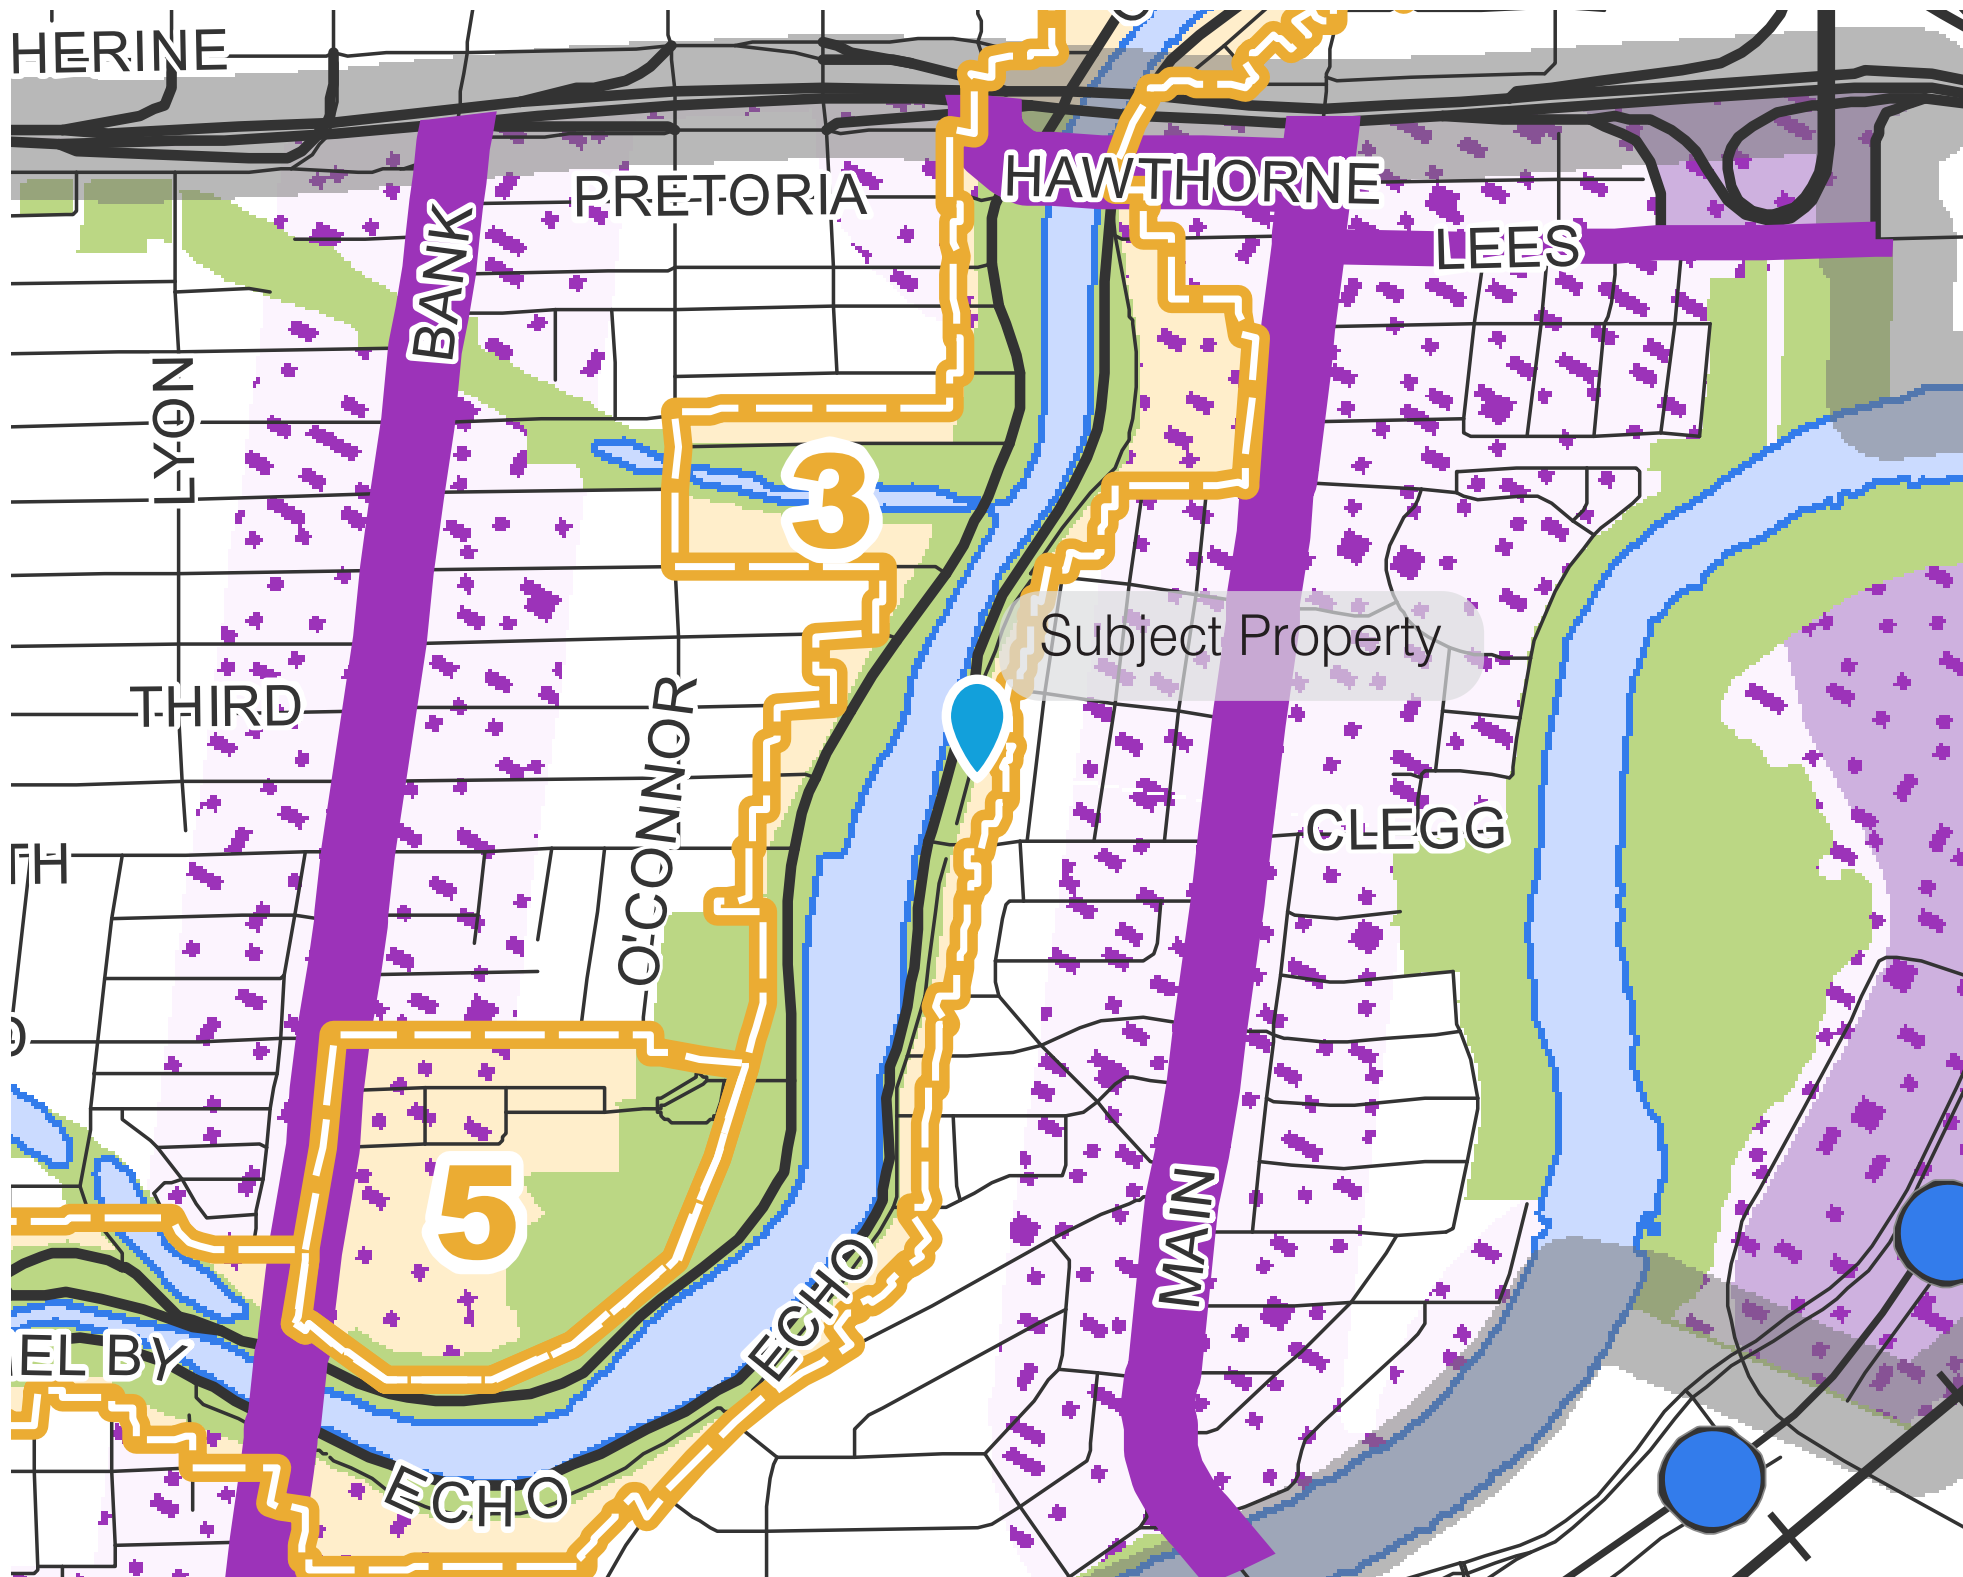 HERINE
PRETORIA
HAWTHORNE
LEES
BANK
LYON
3
Subject Property
THIRD
O'CONNOR
CLEGG
TH
5
MAIN
ECHO
EL BY
ECHO